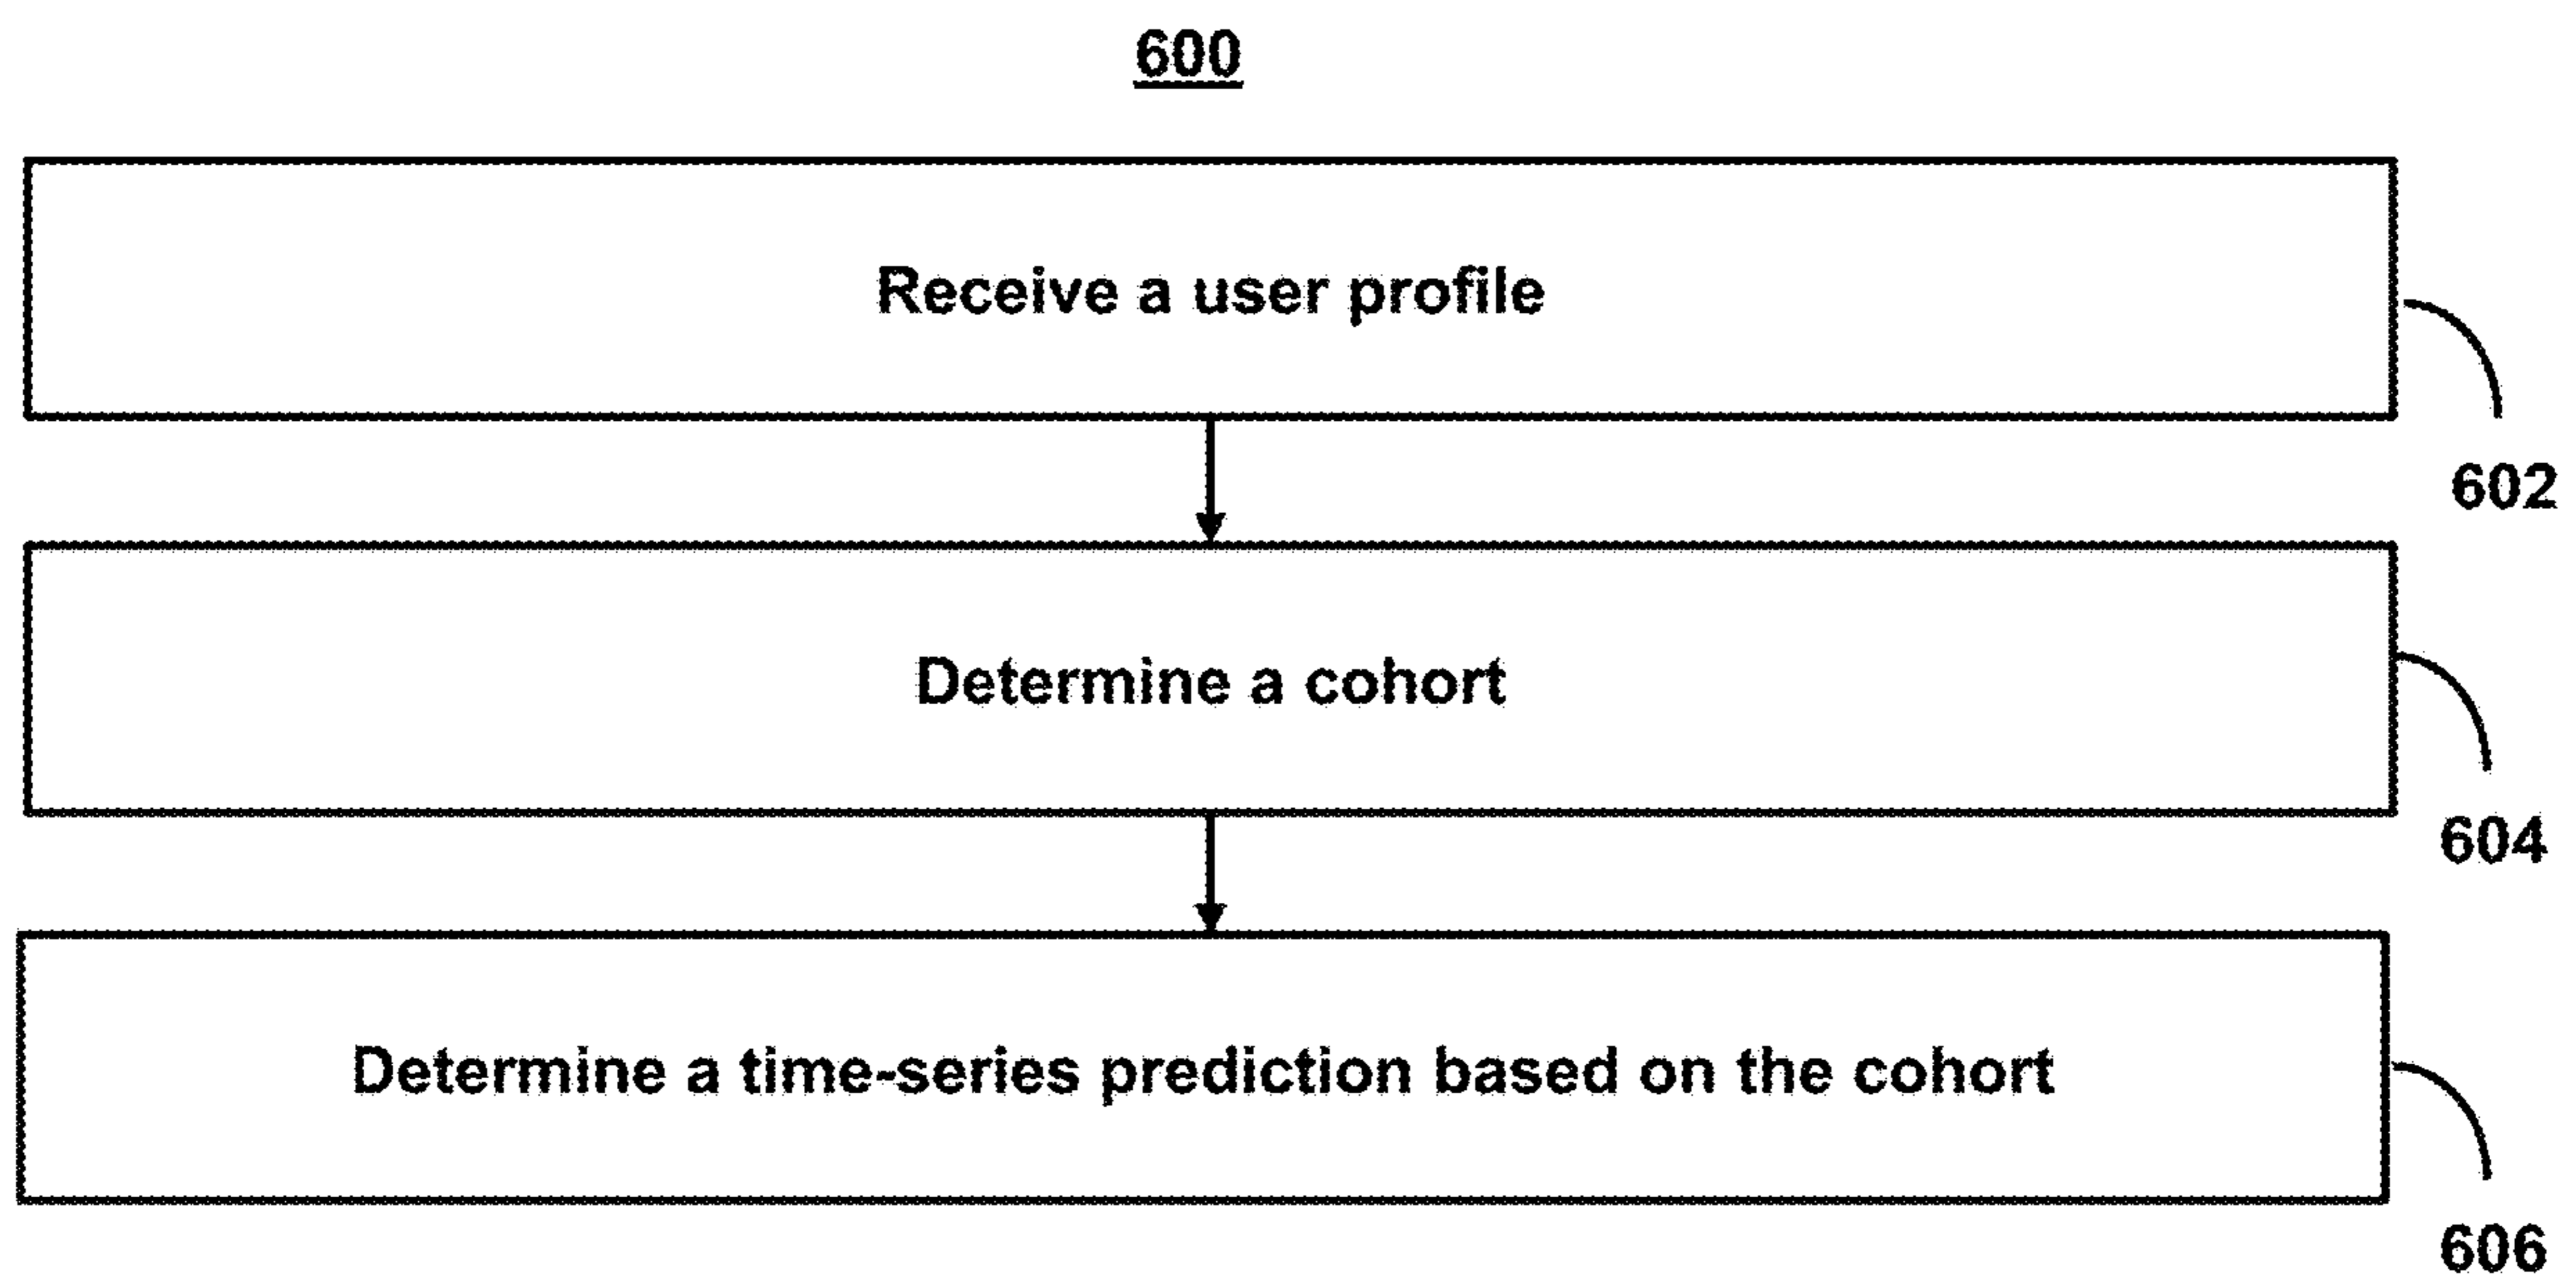 600
Receive a user profile
602
Determine a cohort
604
Determine a time-series prediction based on the cohort
606